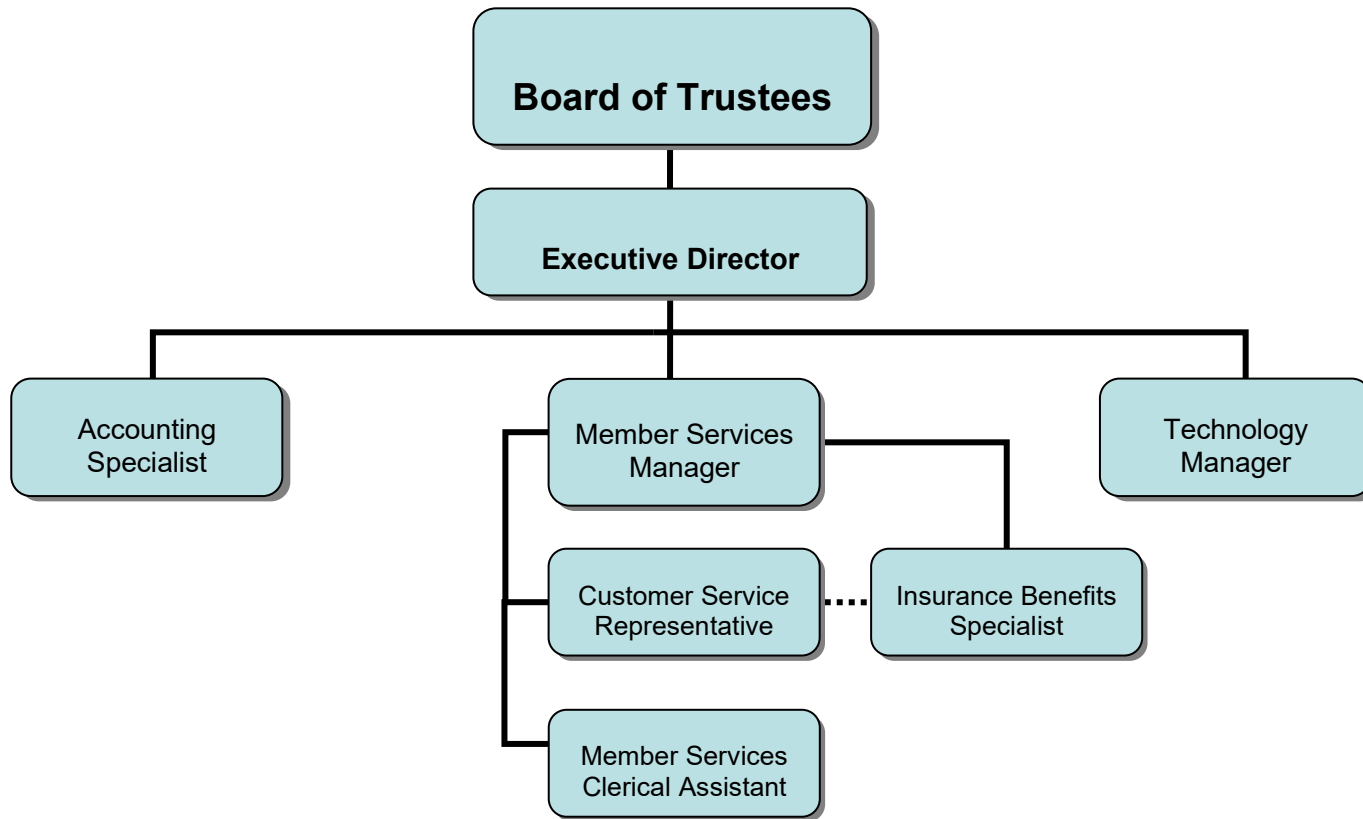 Board of Trustees
Executive Director
Accounting
Specialist
Member Services
Manager
Technology
Manager
Customer Service
Representative
Insurance Benefits
Specialist
Member Services
Clerical Assistant